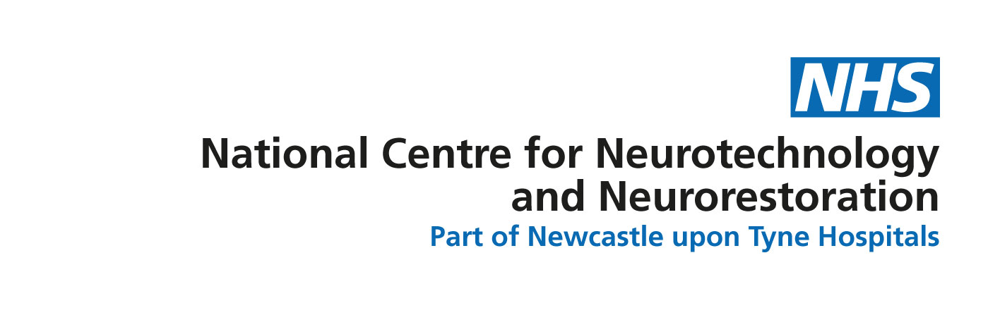 NHS
National Centre for Neurotechnology
and Neurorestoration
Part of Newcastle upon Tyne Hospitals